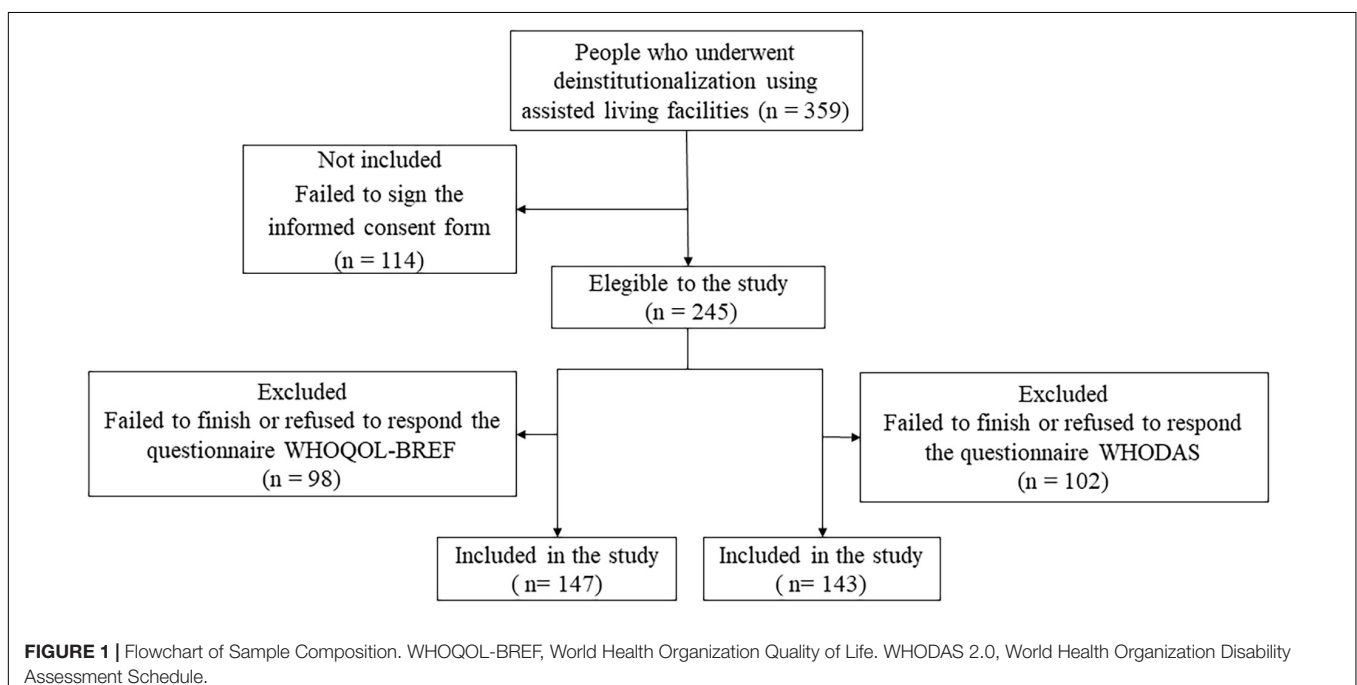 People who underwent
deinstitutionalization using
assisted living facilities (n = 359)
Not included
Failed to sign the
informed consent form
(n = 114)
Elegible to the study
(n = 245)
Excluded
Failed to finish or refused to respond the
questionnaire WHOQOL-BREF
(n = 98)
Excluded
Failed to finish or refused to respond
the questionnaire WHODAS
(n = 102)
Included in the study
( n= 147)
Included in the study
( n= 143)
FIGURE 1 | Flowchart of Sample Composition. WHOQOL-BREF, World Health Organization Quality of Life. WHODAS 2.0, World Health Organization Disability
Assessment Schedule.